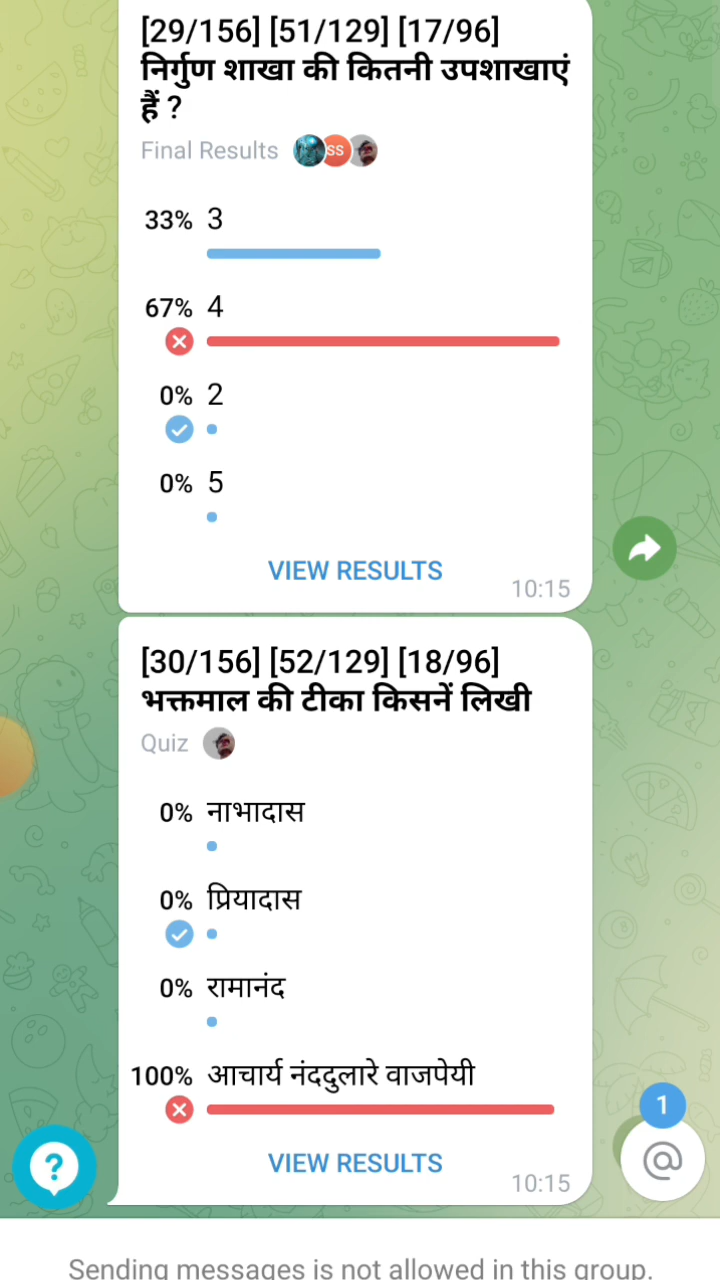 [29/156] [51/129] [17/96]
निर्गुण शाखा की कितनी उपशाखाएं
हैं ?
Final Results SS
33% 3
67% 4
0% 2
0% 5
VIEW RESULTS
10:15
[30/156] [52/129] [18/96]
भक्तमाल की टीका किसनें लिखी
Quiz
0% नाभादास
0% प्रियादास
0% रामानंद
100% आचार्य नंददुलारे वाजपेयी
1
@
?
VIEW RESULTS
10:15
Sending messages is not allowed in this group.